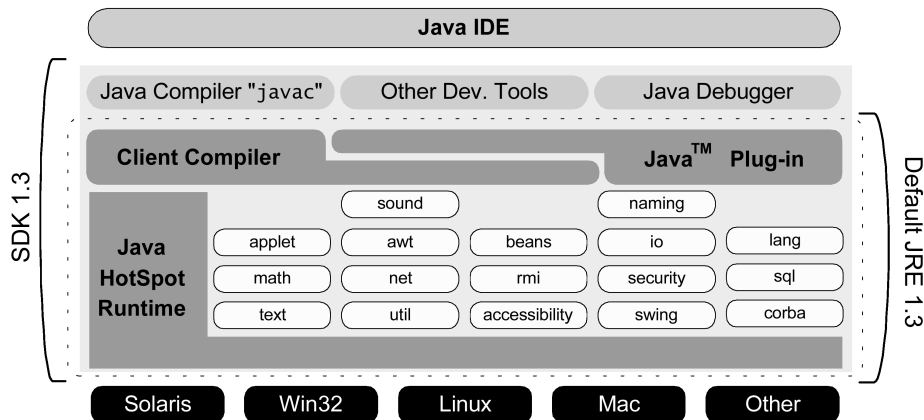 Java IDE
Java Compiler "javac"
Other Dev. Tools
Java Debugger
SDK 1.3
Default JRE 1.3
Client Compiler
Java™ Plug-in
Java
HotSpot
Runtime
sound
naming
applet
awt
beans
io
lang
math
net
rmi
security
sql
text
util
accessibility
swing
corba
Solaris
Win32
Linux
Mac
Other